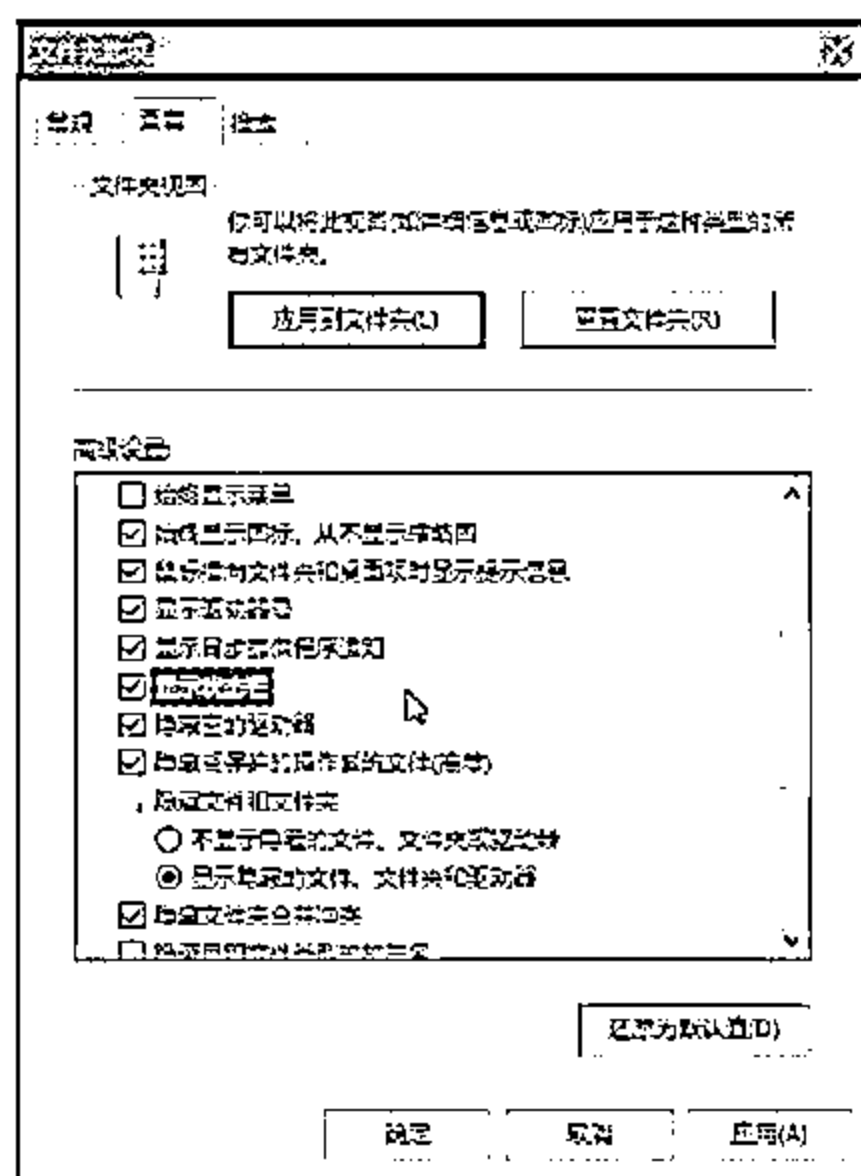 文件夹选项
常规 查看 搜索
文件夹视图
你可以将此视图(如详细信息或图标)应用于这种类型的所
有文件夹。
应用到文件夹(L) 重置文件夹(R)
高级设置:
始终显示菜单
始终显示图标，从不显示缩略图
鼠标指向文件夹和桌面项时显示提示信息
显示驱动器号
显示同步提供程序通知
显示状态栏
隐藏空的驱动器
隐藏受保护的操作系统文件(推荐)
隐藏文件和文件夹
不显示隐藏的文件、文件夹或驱动器
显示隐藏的文件、文件夹和驱动器
隐藏文件夹合并冲突
还原为默认值(D)
确定 取消 应用(A)